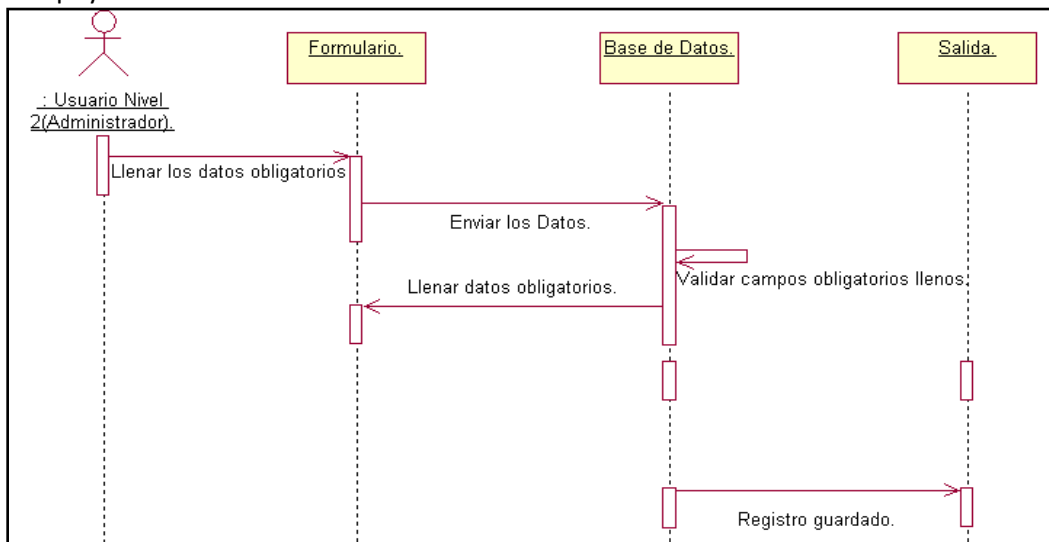 Formulario.
Base de Datos.
Salida.
: Usuario Nivel
2(Administrador).
Llenar los datos obligatorios
Enviar los Datos.
Validar campos obligatorios llenos.
Llenar datos obligatorios.
Registro guardado.